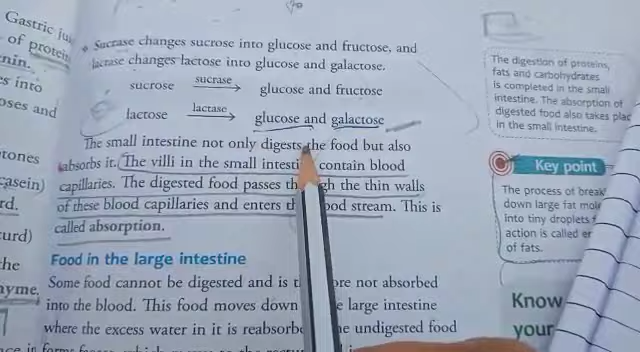 Gastric ju
of protein
nin.
s into
oses and
tones
casein)
rd.
curd)
the
hyme.
Sucrase changes sucrose into glucose and fructose, and
lactase changes lactose into glucose and galactose.
sucrose sucrase glucose and fructose
lactose lactase glucose and galactose
The small intestine not only digests the food but also
absorbs it. The villi in the small intesti contain blood
capillaries. The digested food passes th gh the thin walls
of these blood capillaries and enters th ood stream. This is
called absorption.
Food in the large intestine
Some food cannot be digested and is t ore not absorbed
into the blood. This food moves down e large intestine
where the excess water in it is reabsorbe he undigested food
The digestion of proteins,
fats and carbohydrates
is completed in the small
intestine. The absorption of
digested food also takes plac
in the small intestine.
Key point
The process of break
down large fat mole
into tiny droplets
action is called e
of fats.
Know
your